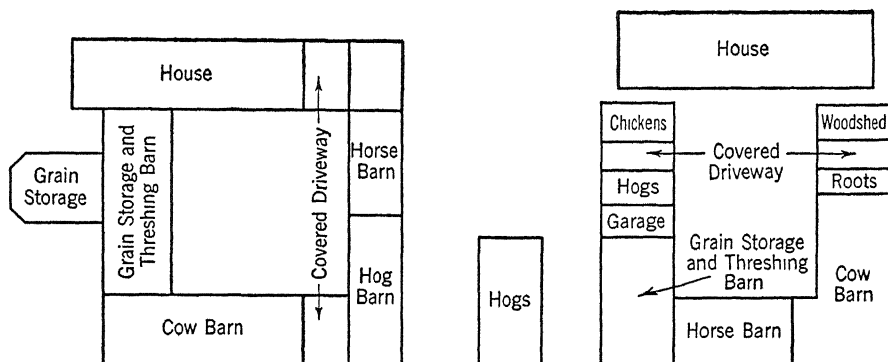 House
Grain
Storage
Grain Storage and
Threshing Barn
Covered Driveway
Horse
Barn
Hog
Barn
Cow Barn
House
Chickens
Woodshed
Covered
Driveway
Hogs
Roots
Garage
Grain Storage
and Threshing
Barn
Cow
Barn
Hogs
Horse Barn